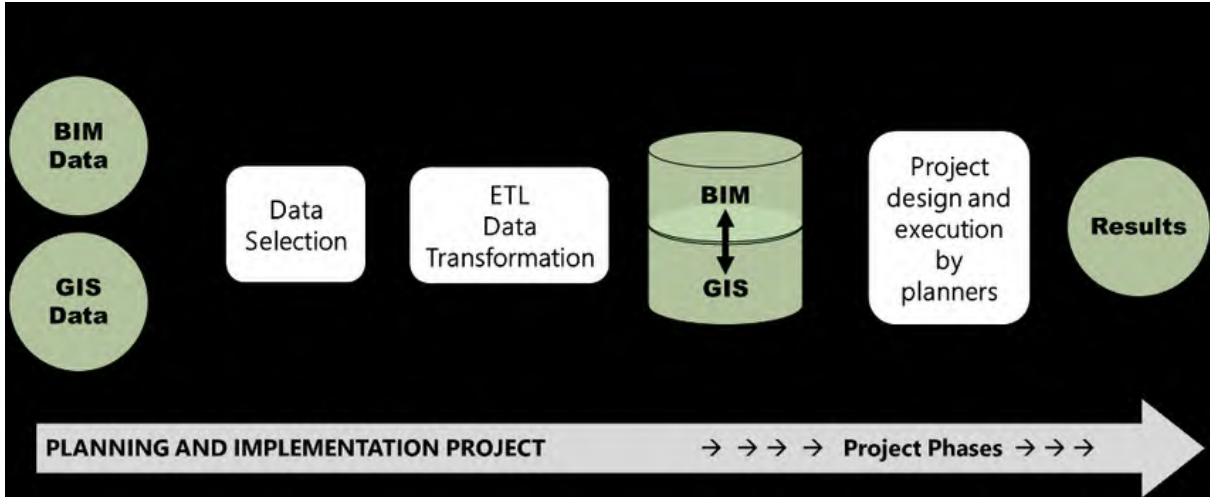 BIM
Data
GIS
Data
Data
Selection
ETL
Data
Transformation
BIM
GIS
Project
design and
execution
by
planners
Results
PLANNING AND IMPLEMENTATION PROJECT → → → → Project Phases → → →